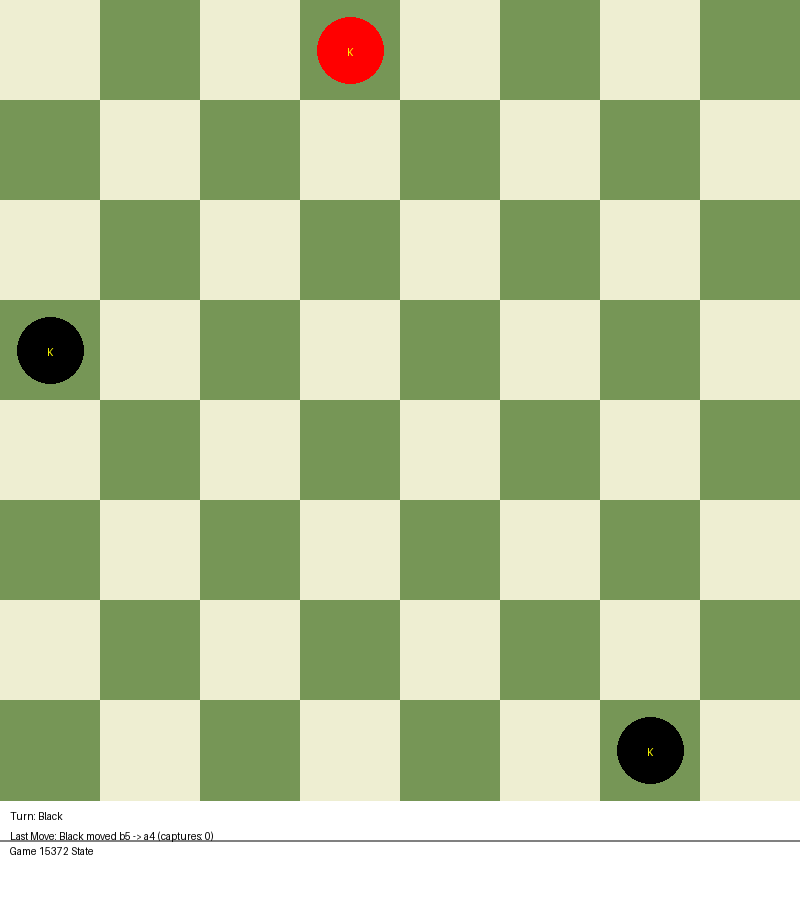 K
K
K
Turn: Black
Last Move: Black moved b5 -> a4 (captures: 0)
Game 15372 State